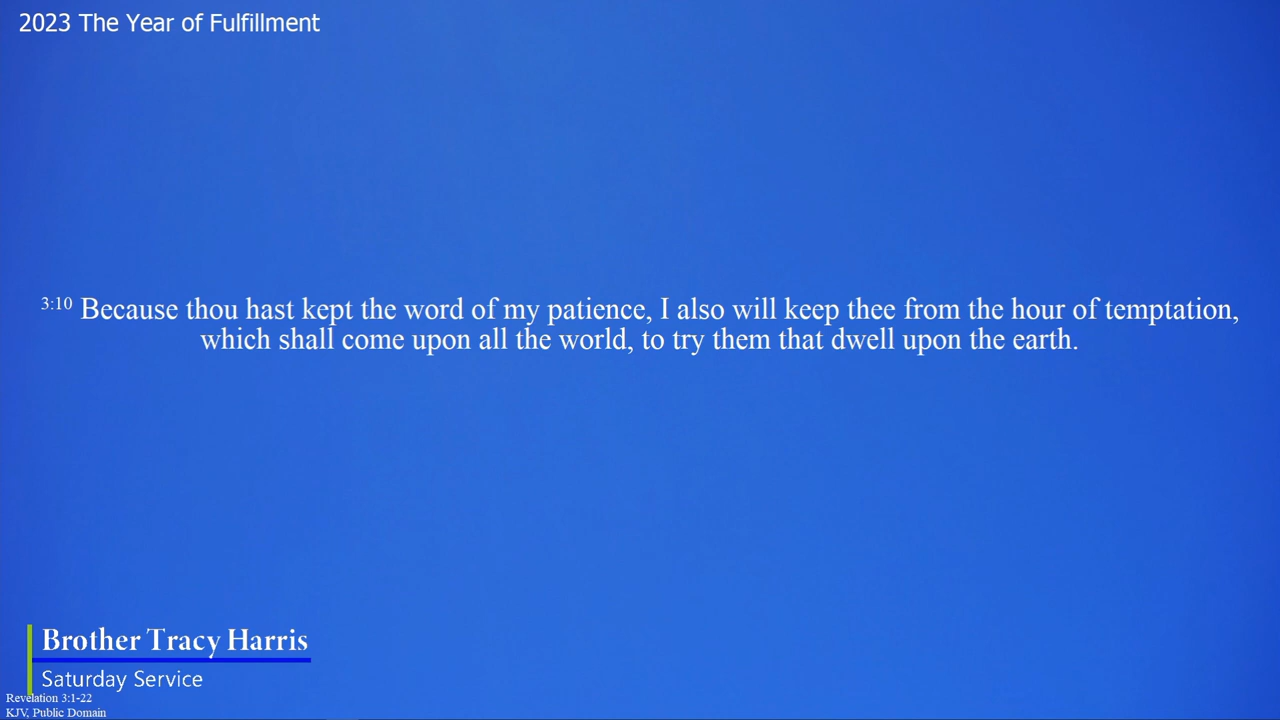 2023 The Year of Fulfillment
3:10 Because thou hast kept the word of my patience, I also will keep thee from the hour of temptation,
which shall come upon all the world, to try them that dwell upon the earth.
Brother Tracy Harris
Saturday Service
Revelation 3:1-22
KJV, Public Domain